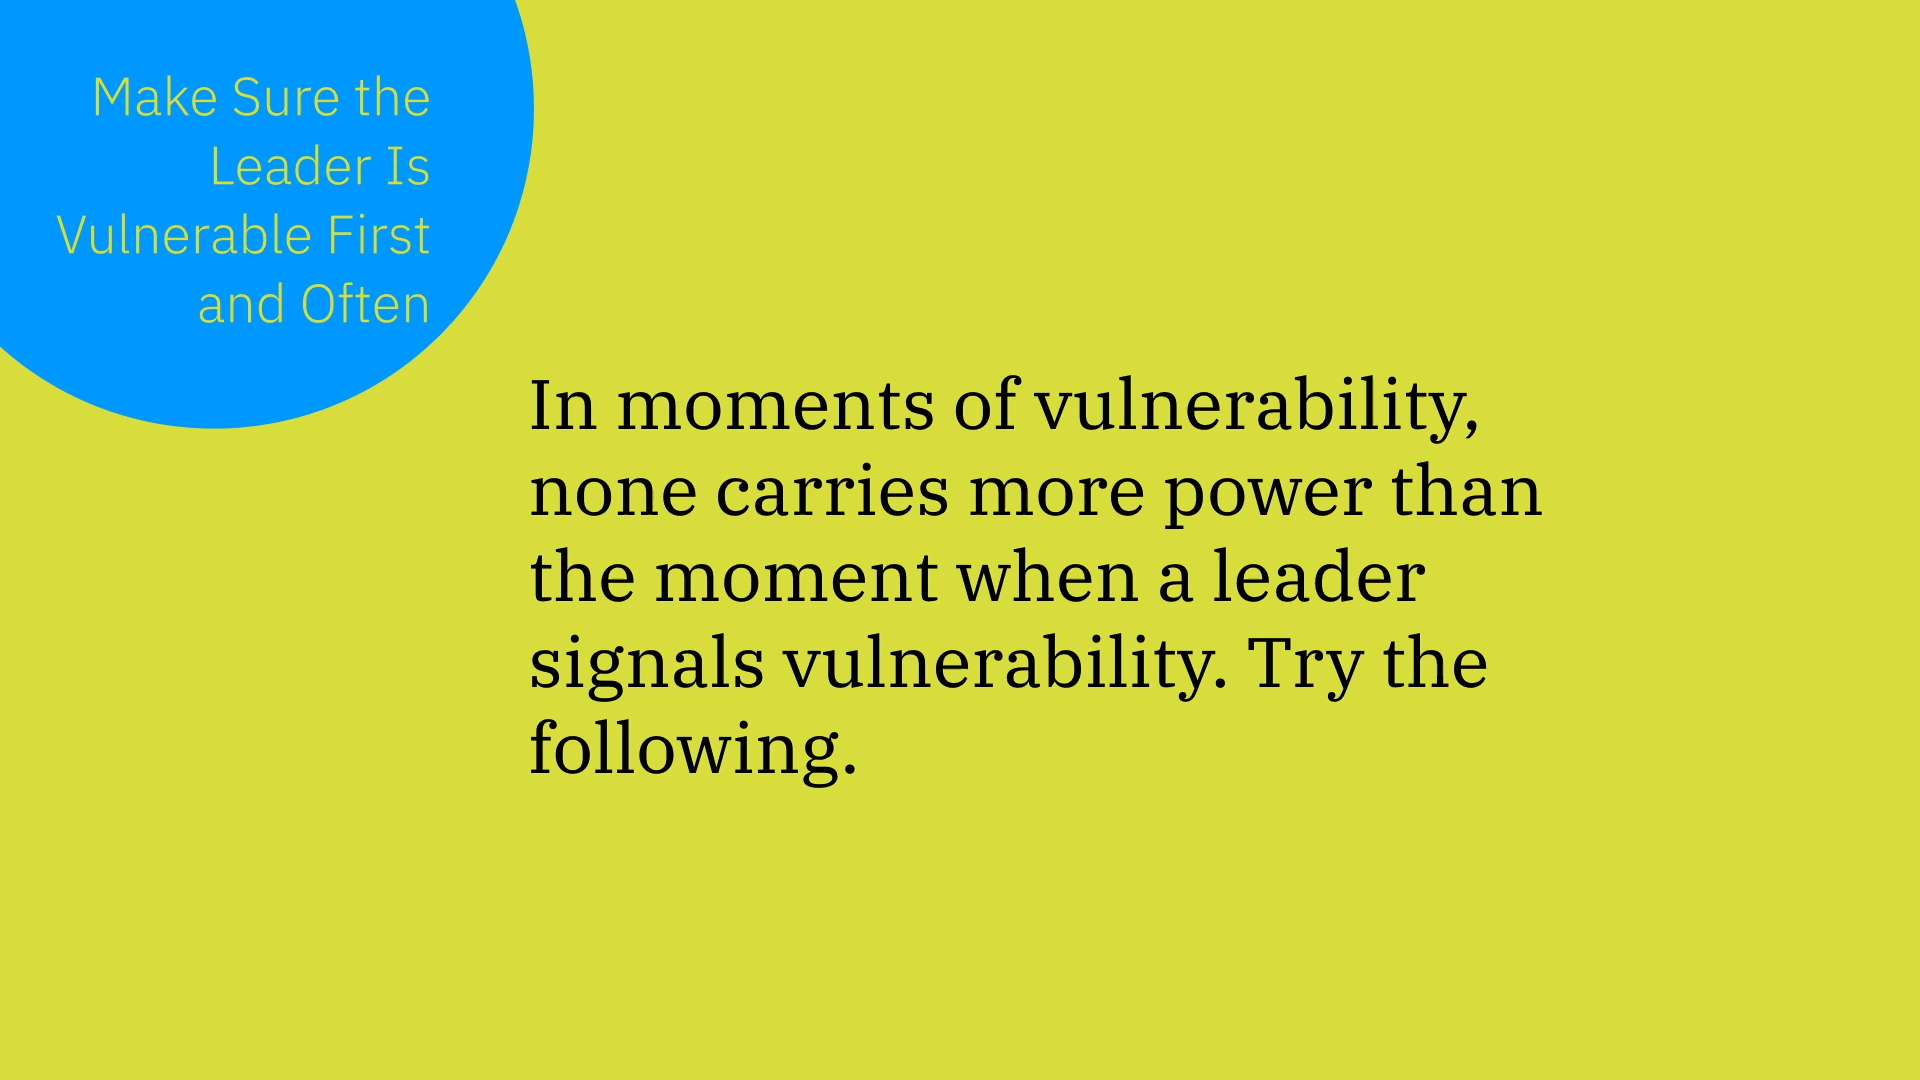 Make Sure the
Leader Is
Vulnerable First
and Often
In moments of vulnerability,
none carries more power than
the moment when a leader
signals vulnerability. Try the
following.